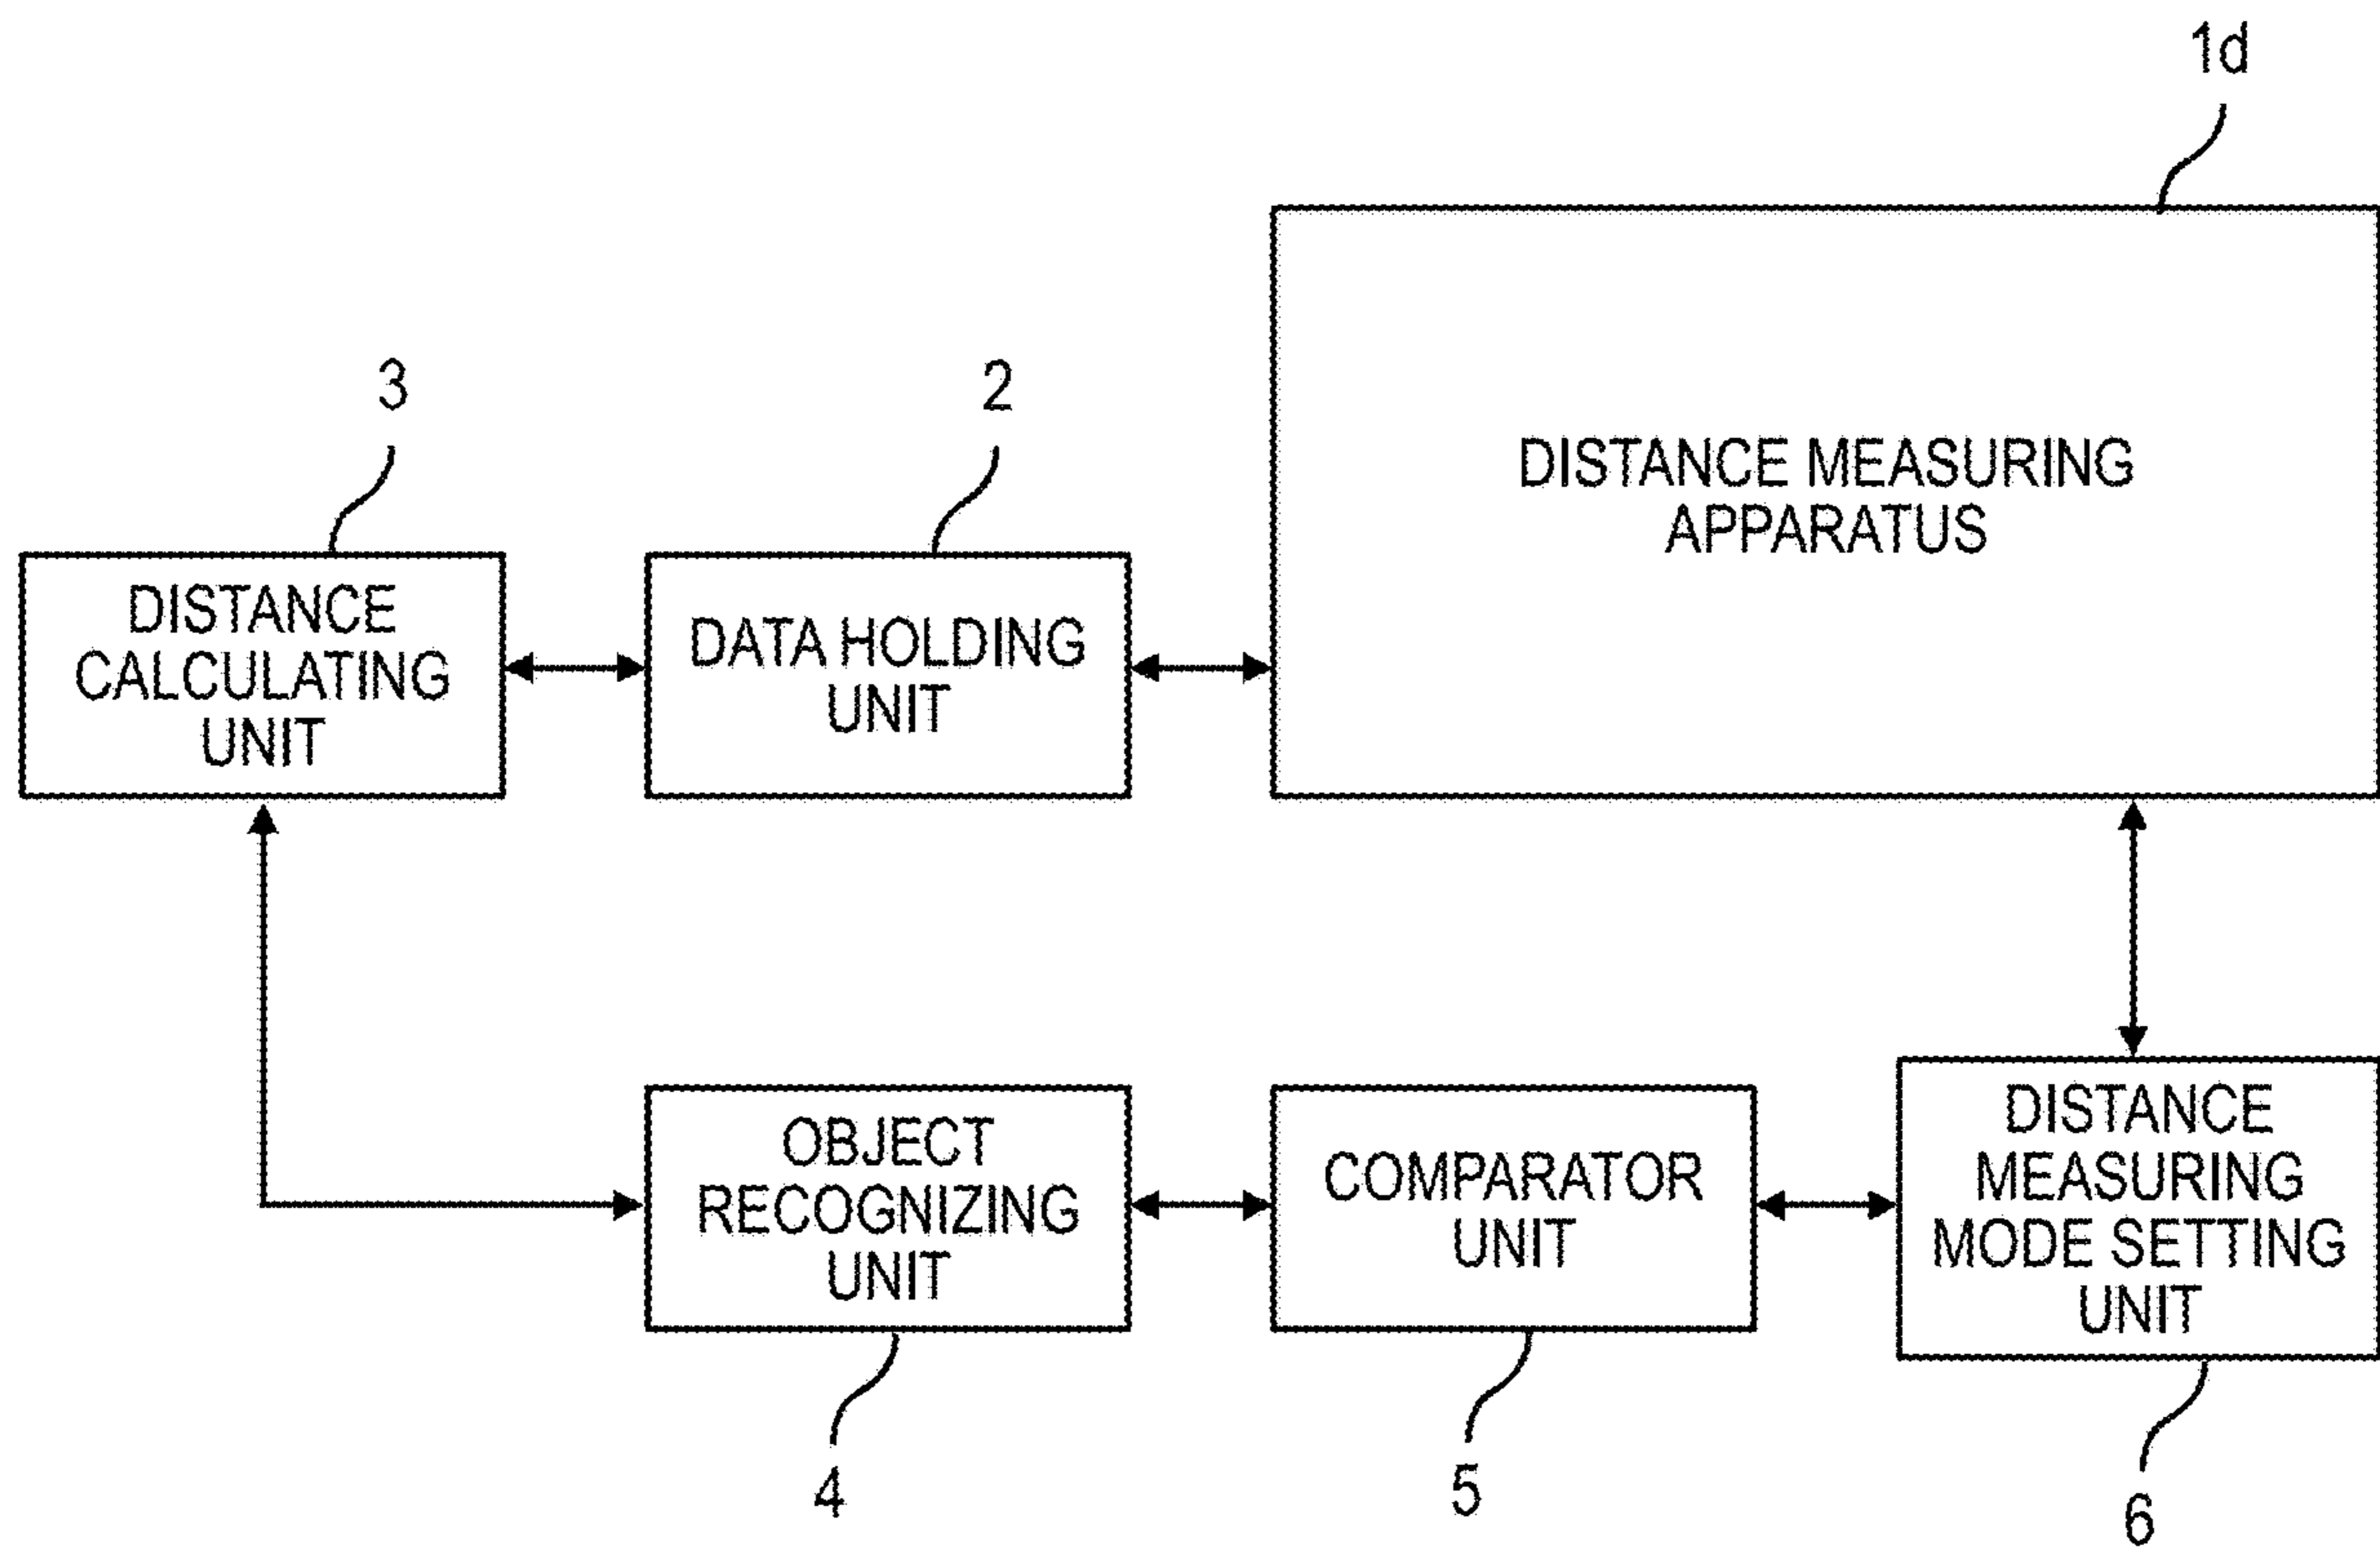 1d
3
2
DISTANCE MEASURING
APPARATUS
DISTANCE
CALCULATING
UNIT
DATA HOLDING
UNIT
OBJECT
RECOGNIZING
UNIT
COMPARATOR
UNIT
DISTANCE
MEASURING
MODE SETTING
UNIT
4
5
6